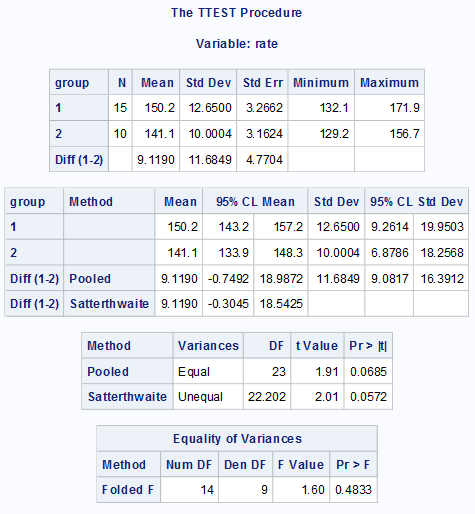 The TTEST Procedure
Variable: rate
group N Mean Std Dev Std Err Minimum Maximum
1 15 150.2 12.6500 3.2662 132.1 171.9
2 10 141.1 10.0004 3.1624 129.2 156.7
Diff (1-2) 9.1190 11.6849 4.7704
group Method Mean 95% CL Mean Std Dev 95% CL Std Dev
1 150.2 143.2 157.2 12.6500 9.2614 19.9503
2 141.1 133.9 148.3 10.0004 6.8786 18.2568
Diff (1-2) Pooled 9.1190 -0.7492 18.9872 11.6849 9.0817 16.3912
Diff (1-2) Satterthwaite 9.1190 -0.3045 18.5425
Method Variances DF t Value Pr > |t|
Pooled Equal 23 1.91 0.0685
Satterthwaite Unequal 22.202 2.01 0.0572
Equality of Variances
Method Num DF Den DF F Value Pr > F
Folded F 14 9 1.60 0.4833